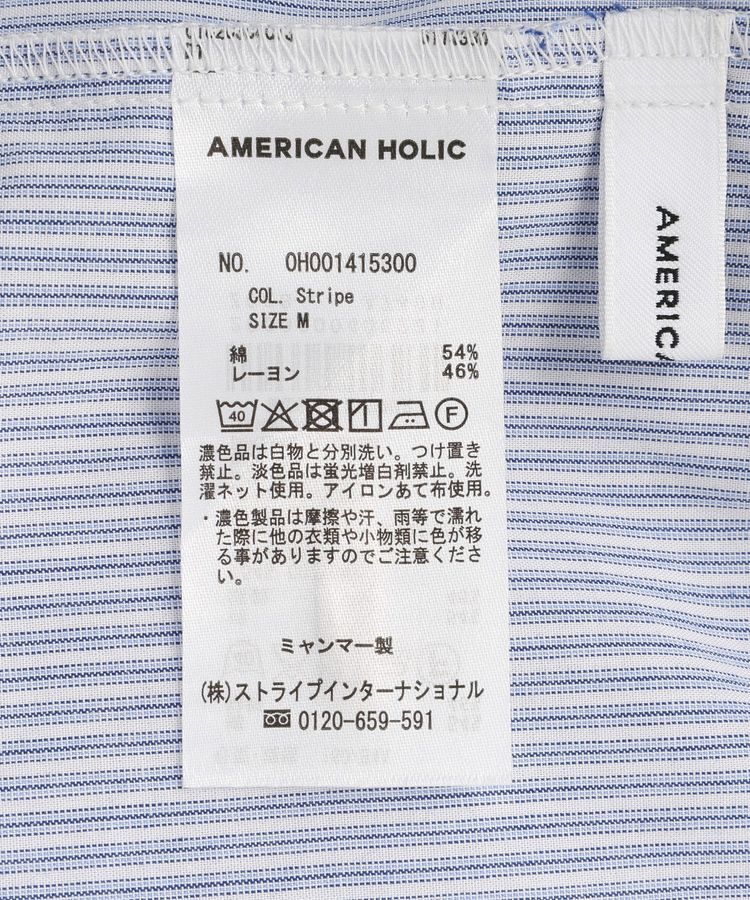 AMERICAN HOLIC
NO. OH001415300
COL. Stripe
SIZE M
綿 54%
レーヨン 46%
40
F
濃色品は白物と分別洗い。つけ置き
禁止。淡色品は蛍光増白剤禁止。洗
濯ネット使用。アイロンあて布使用。
・濃色製品は摩擦や汗、雨等で濡れ
た際に他の衣類や小物類に色が移
る事がありますのでご注意くださ
い。
ミャンマー製
(株)ストライプインターナショナル
0120-659-591
AMERICA